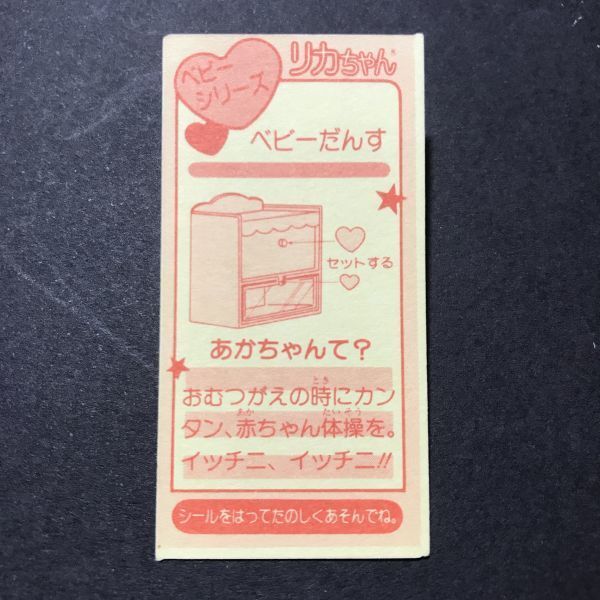 ベビー
シリーズ
リカちゃん®
ベビーだんす
セットする
あかちゃんて？
おむつがえの時にカン
タン、赤ちゃん体操を。
イッチニ、イッチニ!!
シールをはってたのしくあそんでね。